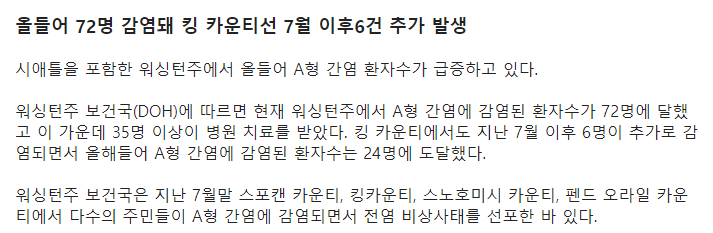 올들어 72명 감염돼 킹 카운티선 7월 이후6건 추가 발생
시애틀을 포함한 워싱턴주에서 올들어 A형 간염 환자수가 급증하고 있다.
워싱턴주 보건국(DOH)에 따르면 현재 워싱턴주에서 A형 간염에 감염된 환자수가 72명에 달했
고 이 가운데 35명 이상이 병원 치료를 받았다. 킹 카운티에서도 지난 7월 이후 6명이 추가로 감
염되면서 올해들어 A형 간염에 감염된 환자수는 24명에 도달했다.
워싱턴주 보건국은 지난 7월말 스포캔 카운티, 킹카운티, 스노호미시 카운티, 펜드 오라일 카운
티에서 다수의 주민들이 A형 간염에 감염되면서 전염 비상사태를 선포한 바 있다.